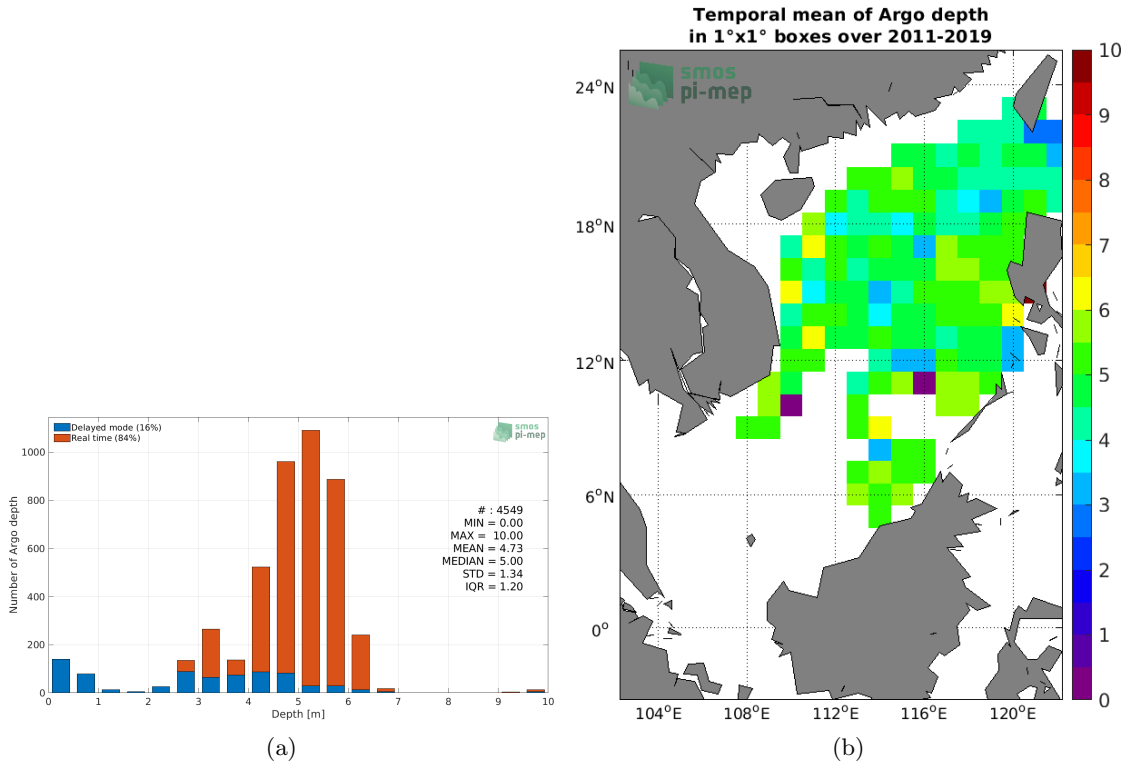 Temporal mean of Argo depth
in 1°x1° boxes over 2011-2019
smos
pi-mep
24°N
18°N
12°N
6°N
0°
104°E
108°E
112°E
116°E
120°E
10
9
8
7
6
5
4
3
2
1
0
Delayed mode (16%)
Real time (84%)
smos
pi-mep
# : 4549
MIN = 0.00
MAX = 10.00
MEAN = 4.73
MEDIAN = 5.00
STD = 1.34
IQR = 1.20
Number of Argo depth
1000
800
600
400
200
0
0
1
2
3
4
5
6
7
8
9
10
Depth [m]
(a)
(b)